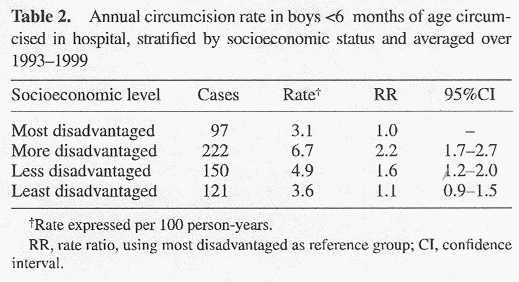 Table 2. Annual circumcision rate in boys <6 months of age circum-
cised in hospital, stratified by socioeconomic status and averaged over
1993–1999
Socioeconomic level Cases Rate† RR 95%CI
Most disadvantaged 97 3.1 1.0 –
More disadvantaged 222 6.7 2.2 1.7–2.7
Less disadvantaged 150 4.9 1.6 1.2–2.0
Least disadvantaged 121 3.6 1.1 0.9–1.5
†Rate expressed per 100 person-years.
RR, rate ratio, using most disadvantaged as reference group; CI, confidence
interval.